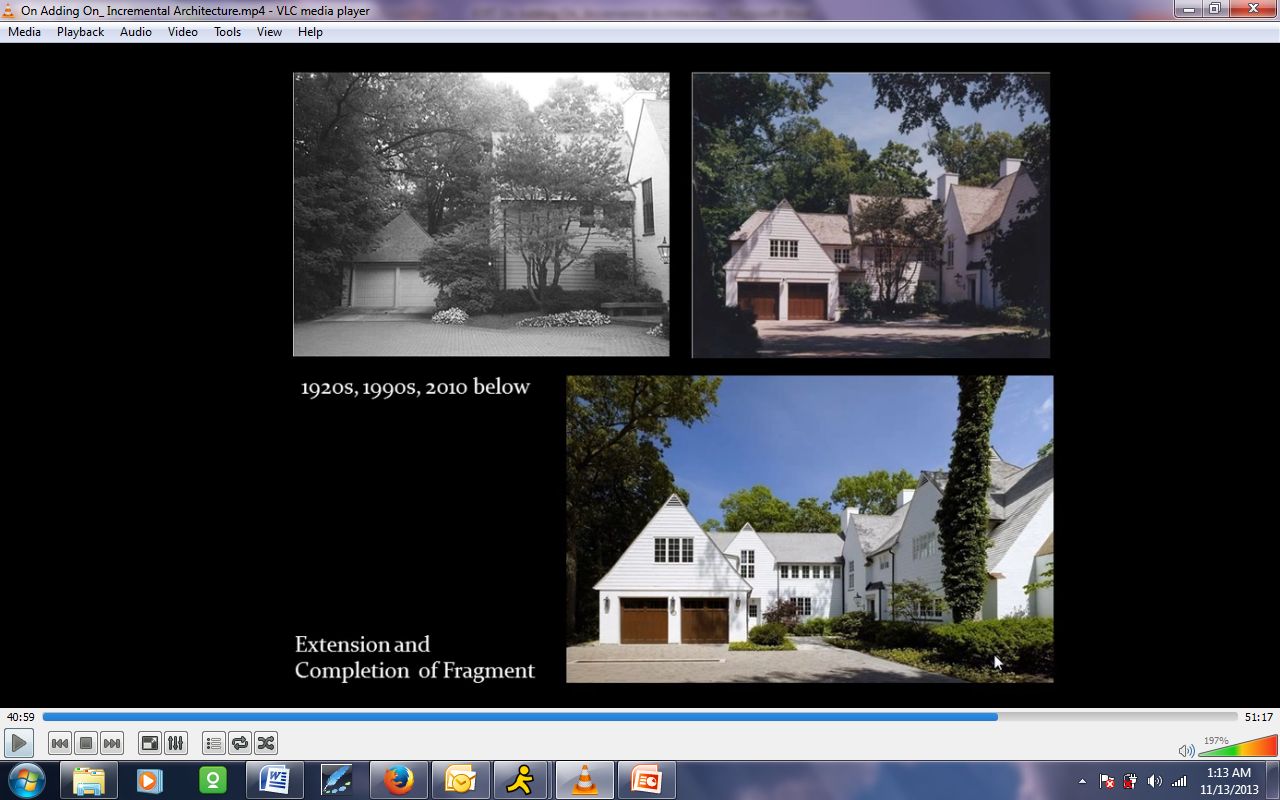 On Adding On_ Incremental Architecture.mp4 - VLC media player
Media Playback Audio Video Tools View Help
1920s, 1990s, 2010 below
Extension and
Completion of Fragment
40:59
51:17
197%
1:13 AM
11/13/2013